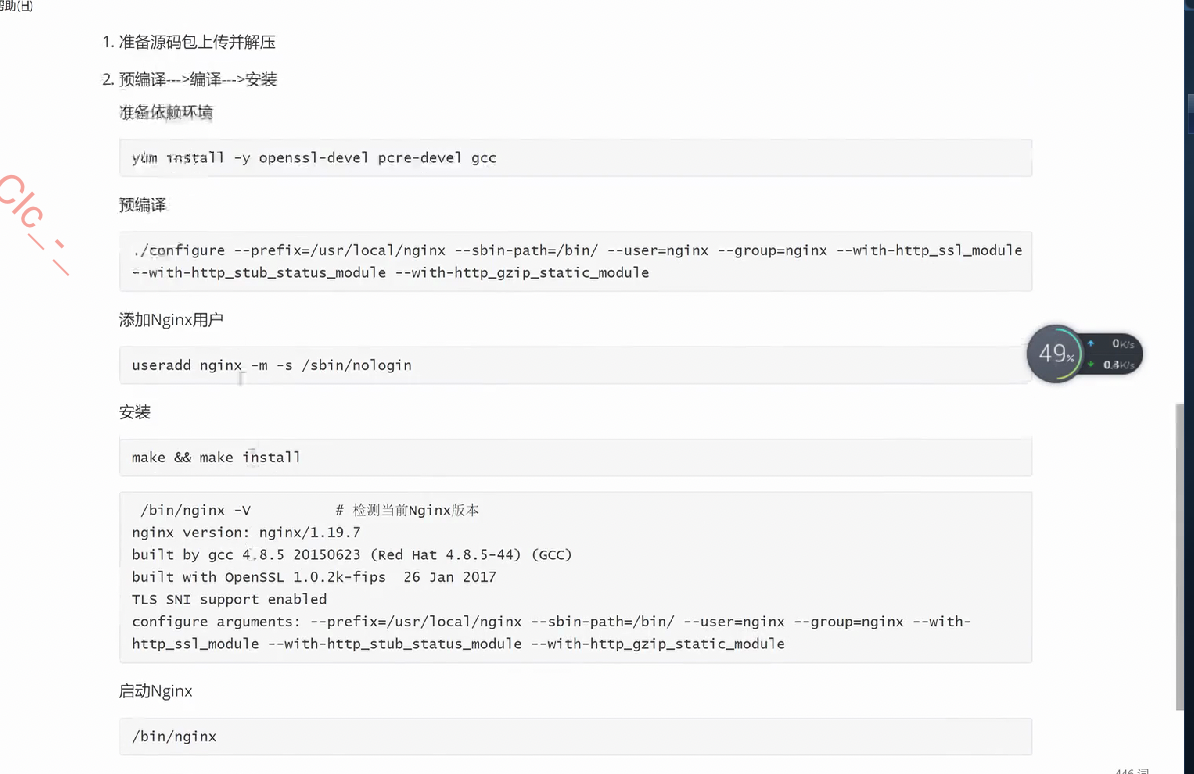 助(H)
1. 准备源码包上传并解压
2. 预编译--->编译--->安装
准备依赖环境
yum install -y openssl-devel pcre-devel gcc
预编译
./configure --prefix=/usr/local/nginx --sbin-path=/bin/ --user=nginx --group=nginx --with-http_ssl_module
--with-http_stub_status_module --with-http_gzip_static_module
添加Nginx用户
useradd nginx -m -s /sbin/nologin
49%
0K/s
0.4K/s
安装
make && make install
/bin/nginx -V # 检测当前Nginx版本
nginx version: nginx/1.19.7
built by gcc 4.8.5 20150623 (Red Hat 4.8.5-44) (GCC)
built with OpenSSL 1.0.2k-fips 26 Jan 2017
TLS SNI support enabled
configure arguments: --prefix=/usr/local/nginx --sbin-path=/bin/ --user=nginx --group=nginx --with-
http_ssl_module --with-http_stub_status_module --with-http_gzip_static_module
启动Nginx
/bin/nginx